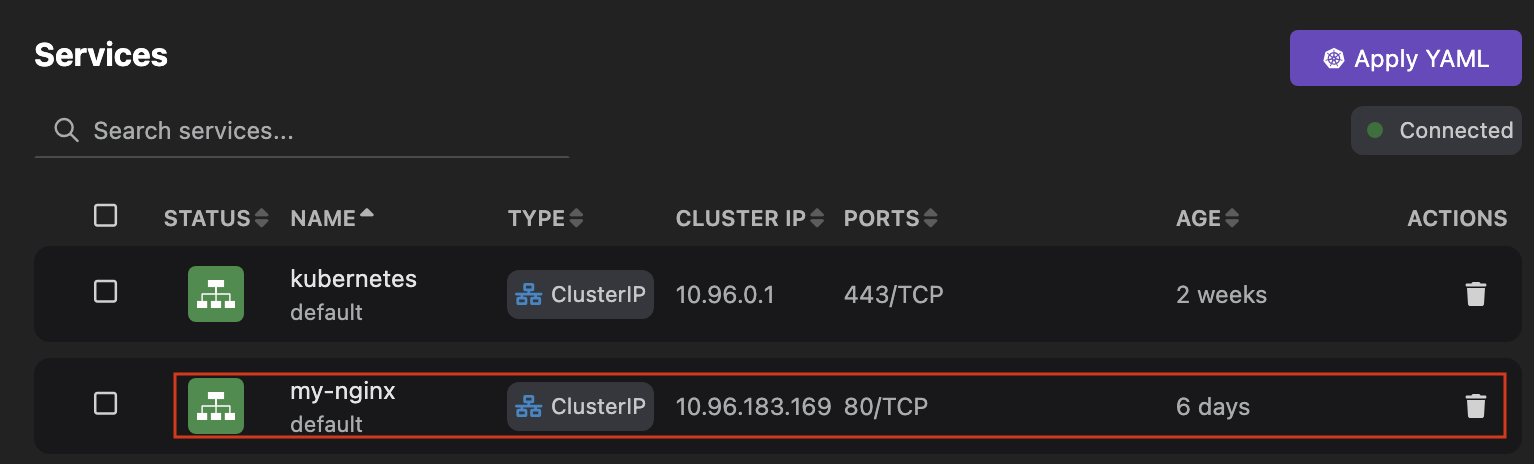 Services
Apply YAML
Search services...
Connected
STATUS NAME TYPE CLUSTER IP PORTS AGE ACTIONS
kubernetes
default
ClusterIP 10.96.0.1 443/TCP 2 weeks
my-nginx
default
ClusterIP 10.96.183.169 80/TCP 6 days